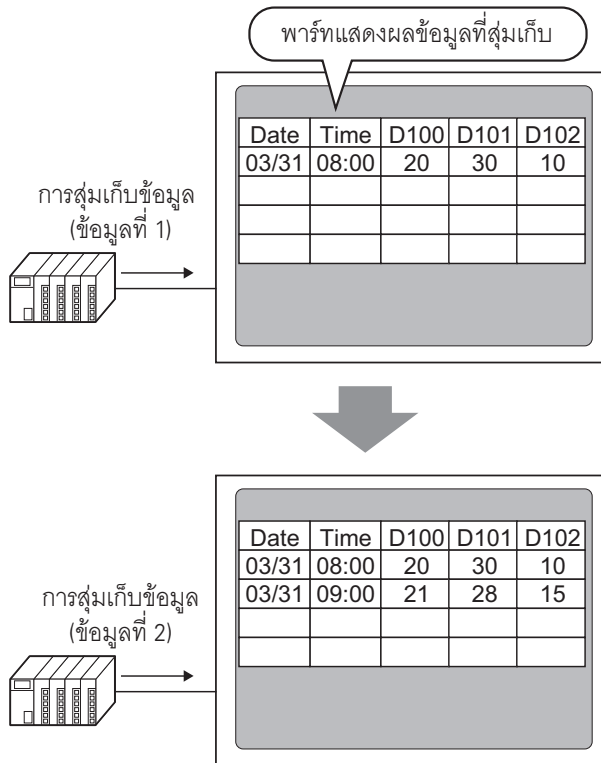 พาร์ทแสดงผลข้อมูลที่สุ่มเก็บ
Date Time D100 D101 D102
03/31 08:00 20 30 10
การสุ่มเก็บข้อมูล
(ข้อมูลที่ 1)
Date Time D100 D101 D102
03/31 08:00 20 30 10
03/31 09:00 21 28 15
การสุ่มเก็บข้อมูล
(ข้อมูลที่ 2)